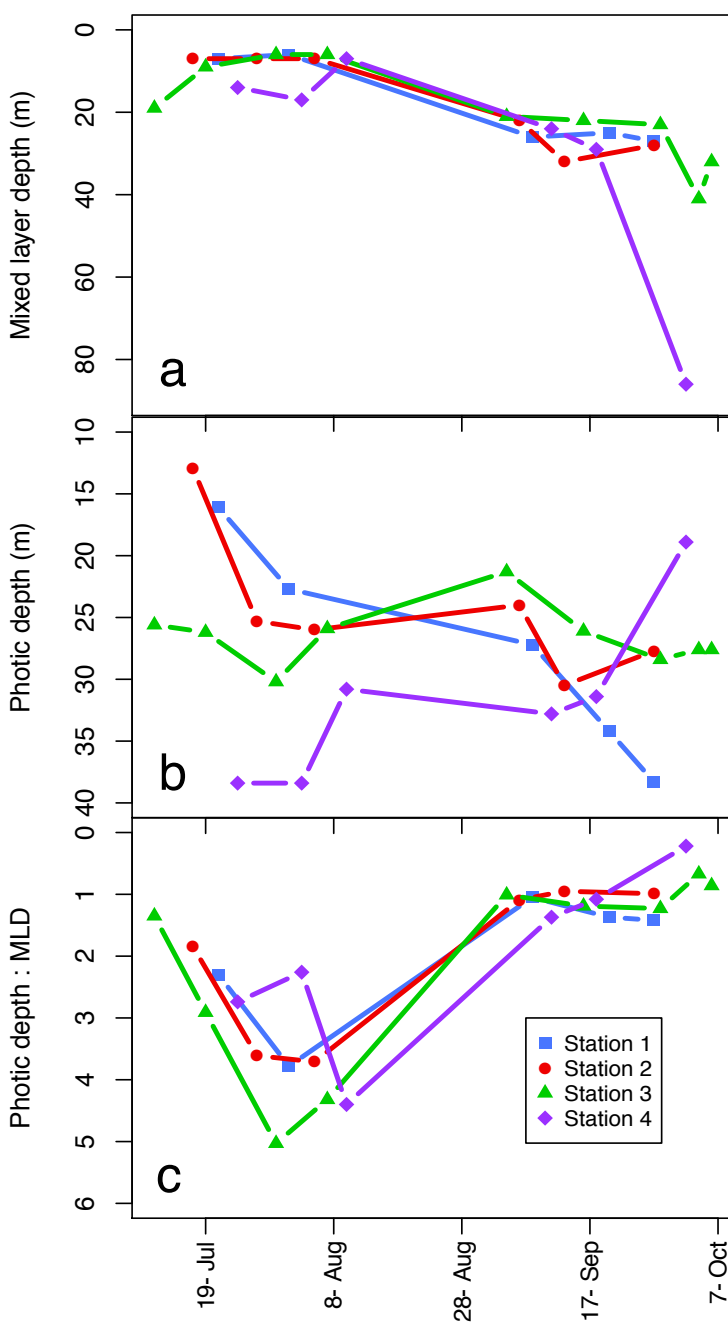 Mixed layer depth (m)
0
20
40
60
80
a
Photic depth (m)
10
15
20
25
30
35
40
b
Photic depth : MLD
0
1
2
3
4
5
6
c
Station 1
Station 2
Station 3
Station 4
19- Jul
8- Aug
28- Aug
17- Sep
7- Oct